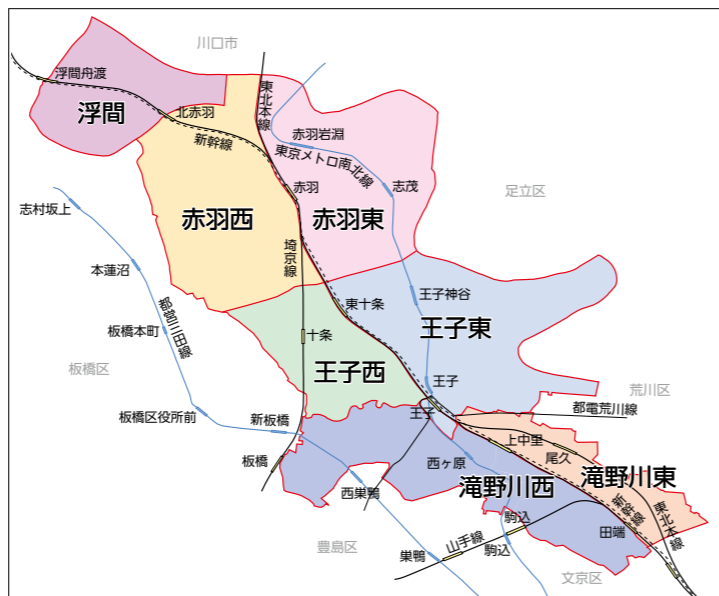 川口市
浮間舟渡
浮間
北赤羽
新幹線
東北本線
赤羽岩淵
東京メトロ南北線
志茂
赤羽
足立区
赤羽西
赤羽東
志村坂上
埼京線
本蓮沼
都営三田線
板橋本町
王子神谷
東十条
十条
王子東
王子西
板橋区
王子
荒川区
板橋区役所前
新板橋
王子
都電荒川線
上中里
尾久
板橋
西ヶ原
滝野川東
西巣鴨
滝野川西
新幹線
東北本線
駒込
田端
豊島区
山手線
巣鴨
駒込
文京区